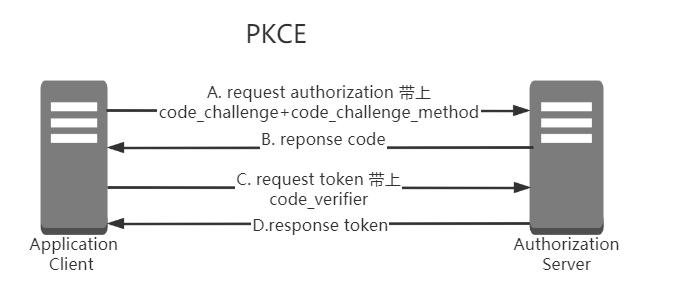 PKCE
A. request authorization 带上
code_challenge+code_challenge_method
B. reponse code
C. request token 带上
code_verifier
D.response token
Application
Client
Authorization
Server